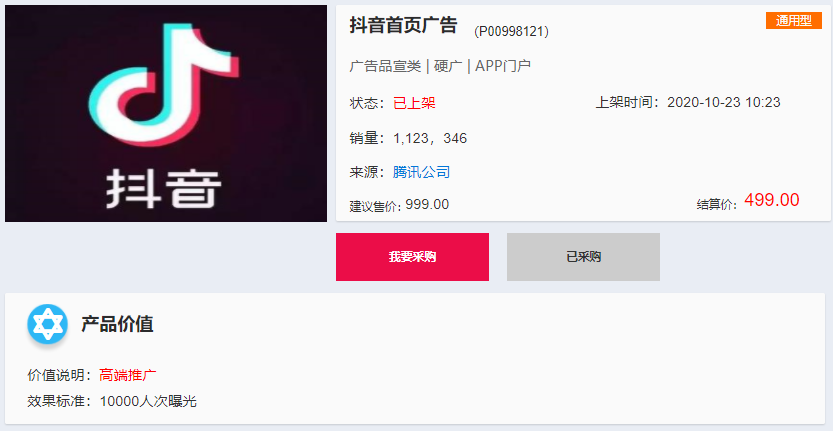 抖音
抖音首页广告 (P00998121)
通用型
广告品宣类 | 硬广 | APP门户
状态：已上架 上架时间：2020-10-23 10:23
销量：1,123，346
来源：腾讯公司
建议售价：999.00 结算价：499.00
我要采购 已采购
产品价值
价值说明：高端推广
效果标准：10000人次曝光